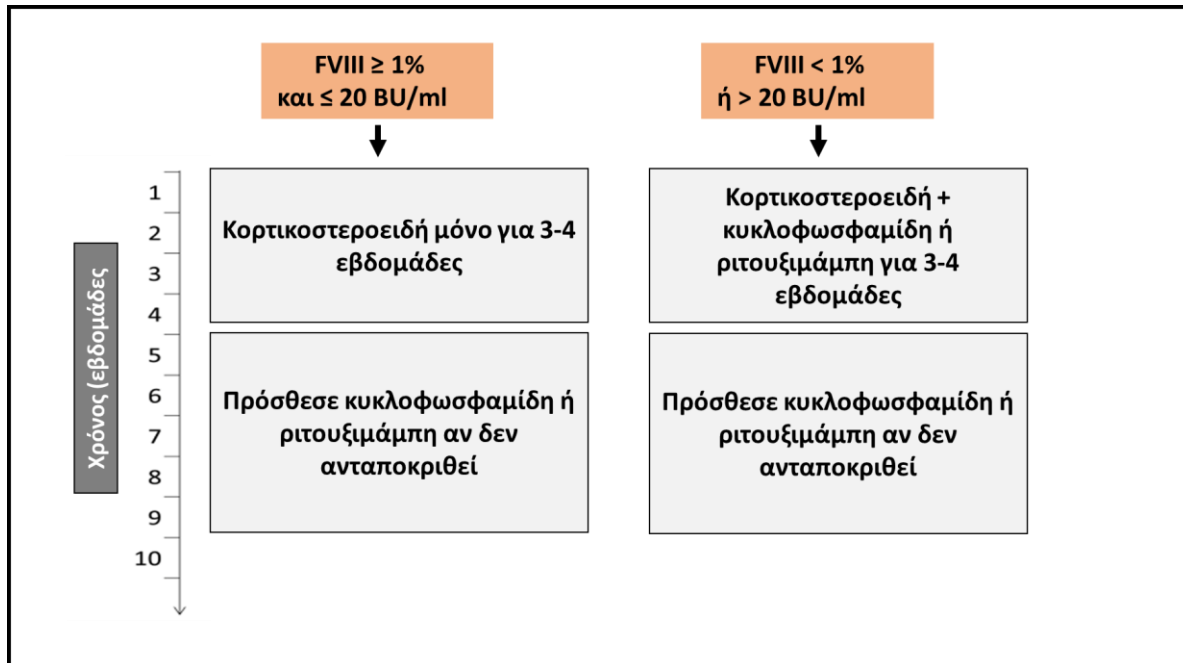 FVIII ≥ 1%
και ≤ 20 BU/ml
FVIII < 1%
ή > 20 BU/ml
Χρόνος (εβδομάδες
1
2
3
4
5
6
7
8
9
10
Κορτικοστεροειδή μόνο για 3-4
εβδομάδες
Κορτικοστεροειδή +
κυκλοφωσφαμίδη ή
ριτουξιμάμπη για 3-4
εβδομάδες
Πρόσθεσε κυκλοφωσφαμίδη ή
ριτουξιμάμπη αν δεν
ανταποκριθεί
Πρόσθεσε κυκλοφωσφαμίδη ή
ριτουξιμάμπη αν δεν
ανταποκριθεί